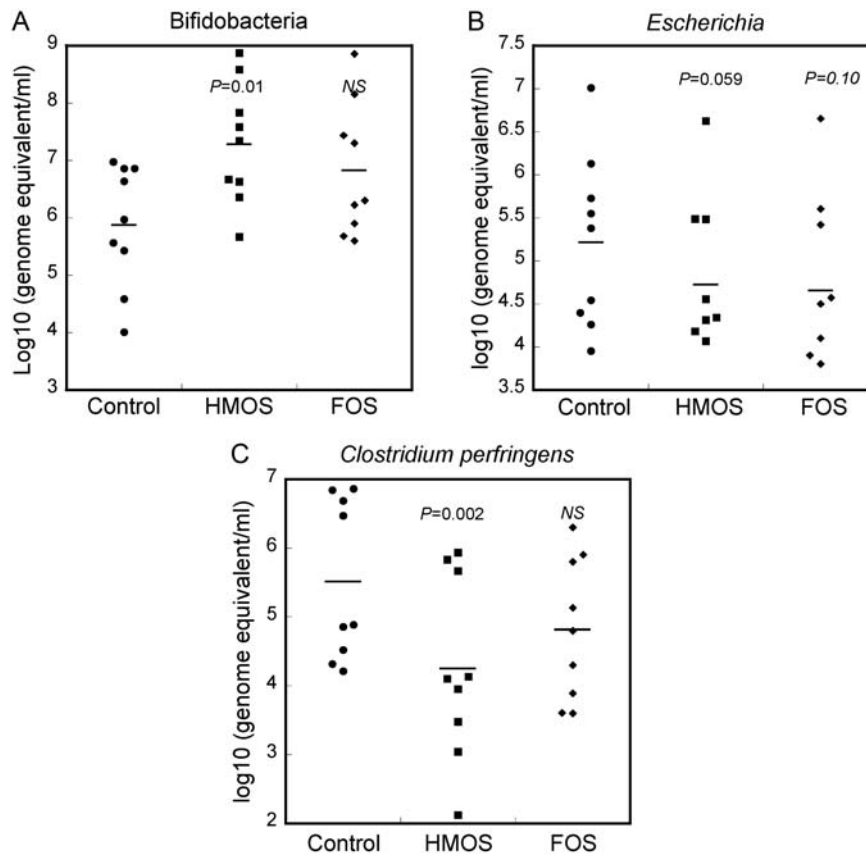 A
Bifidobacteria
Log10 (genome equivalent/ml)
9
8
7
6
5
4
3
P=0.01
NS
Control
HMOS
FOS
B
Escherichia
log10 (genome equivalent/ml)
7.5
7
6.5
6
5.5
5
4.5
4
3.5
P=0.059
P=0.10
Control
HMOS
FOS
C
Clostridium perfringens
log10 (genome equivalent/ml)
7
6
5
4
3
2
P=0.002
NS
Control
HMOS
FOS